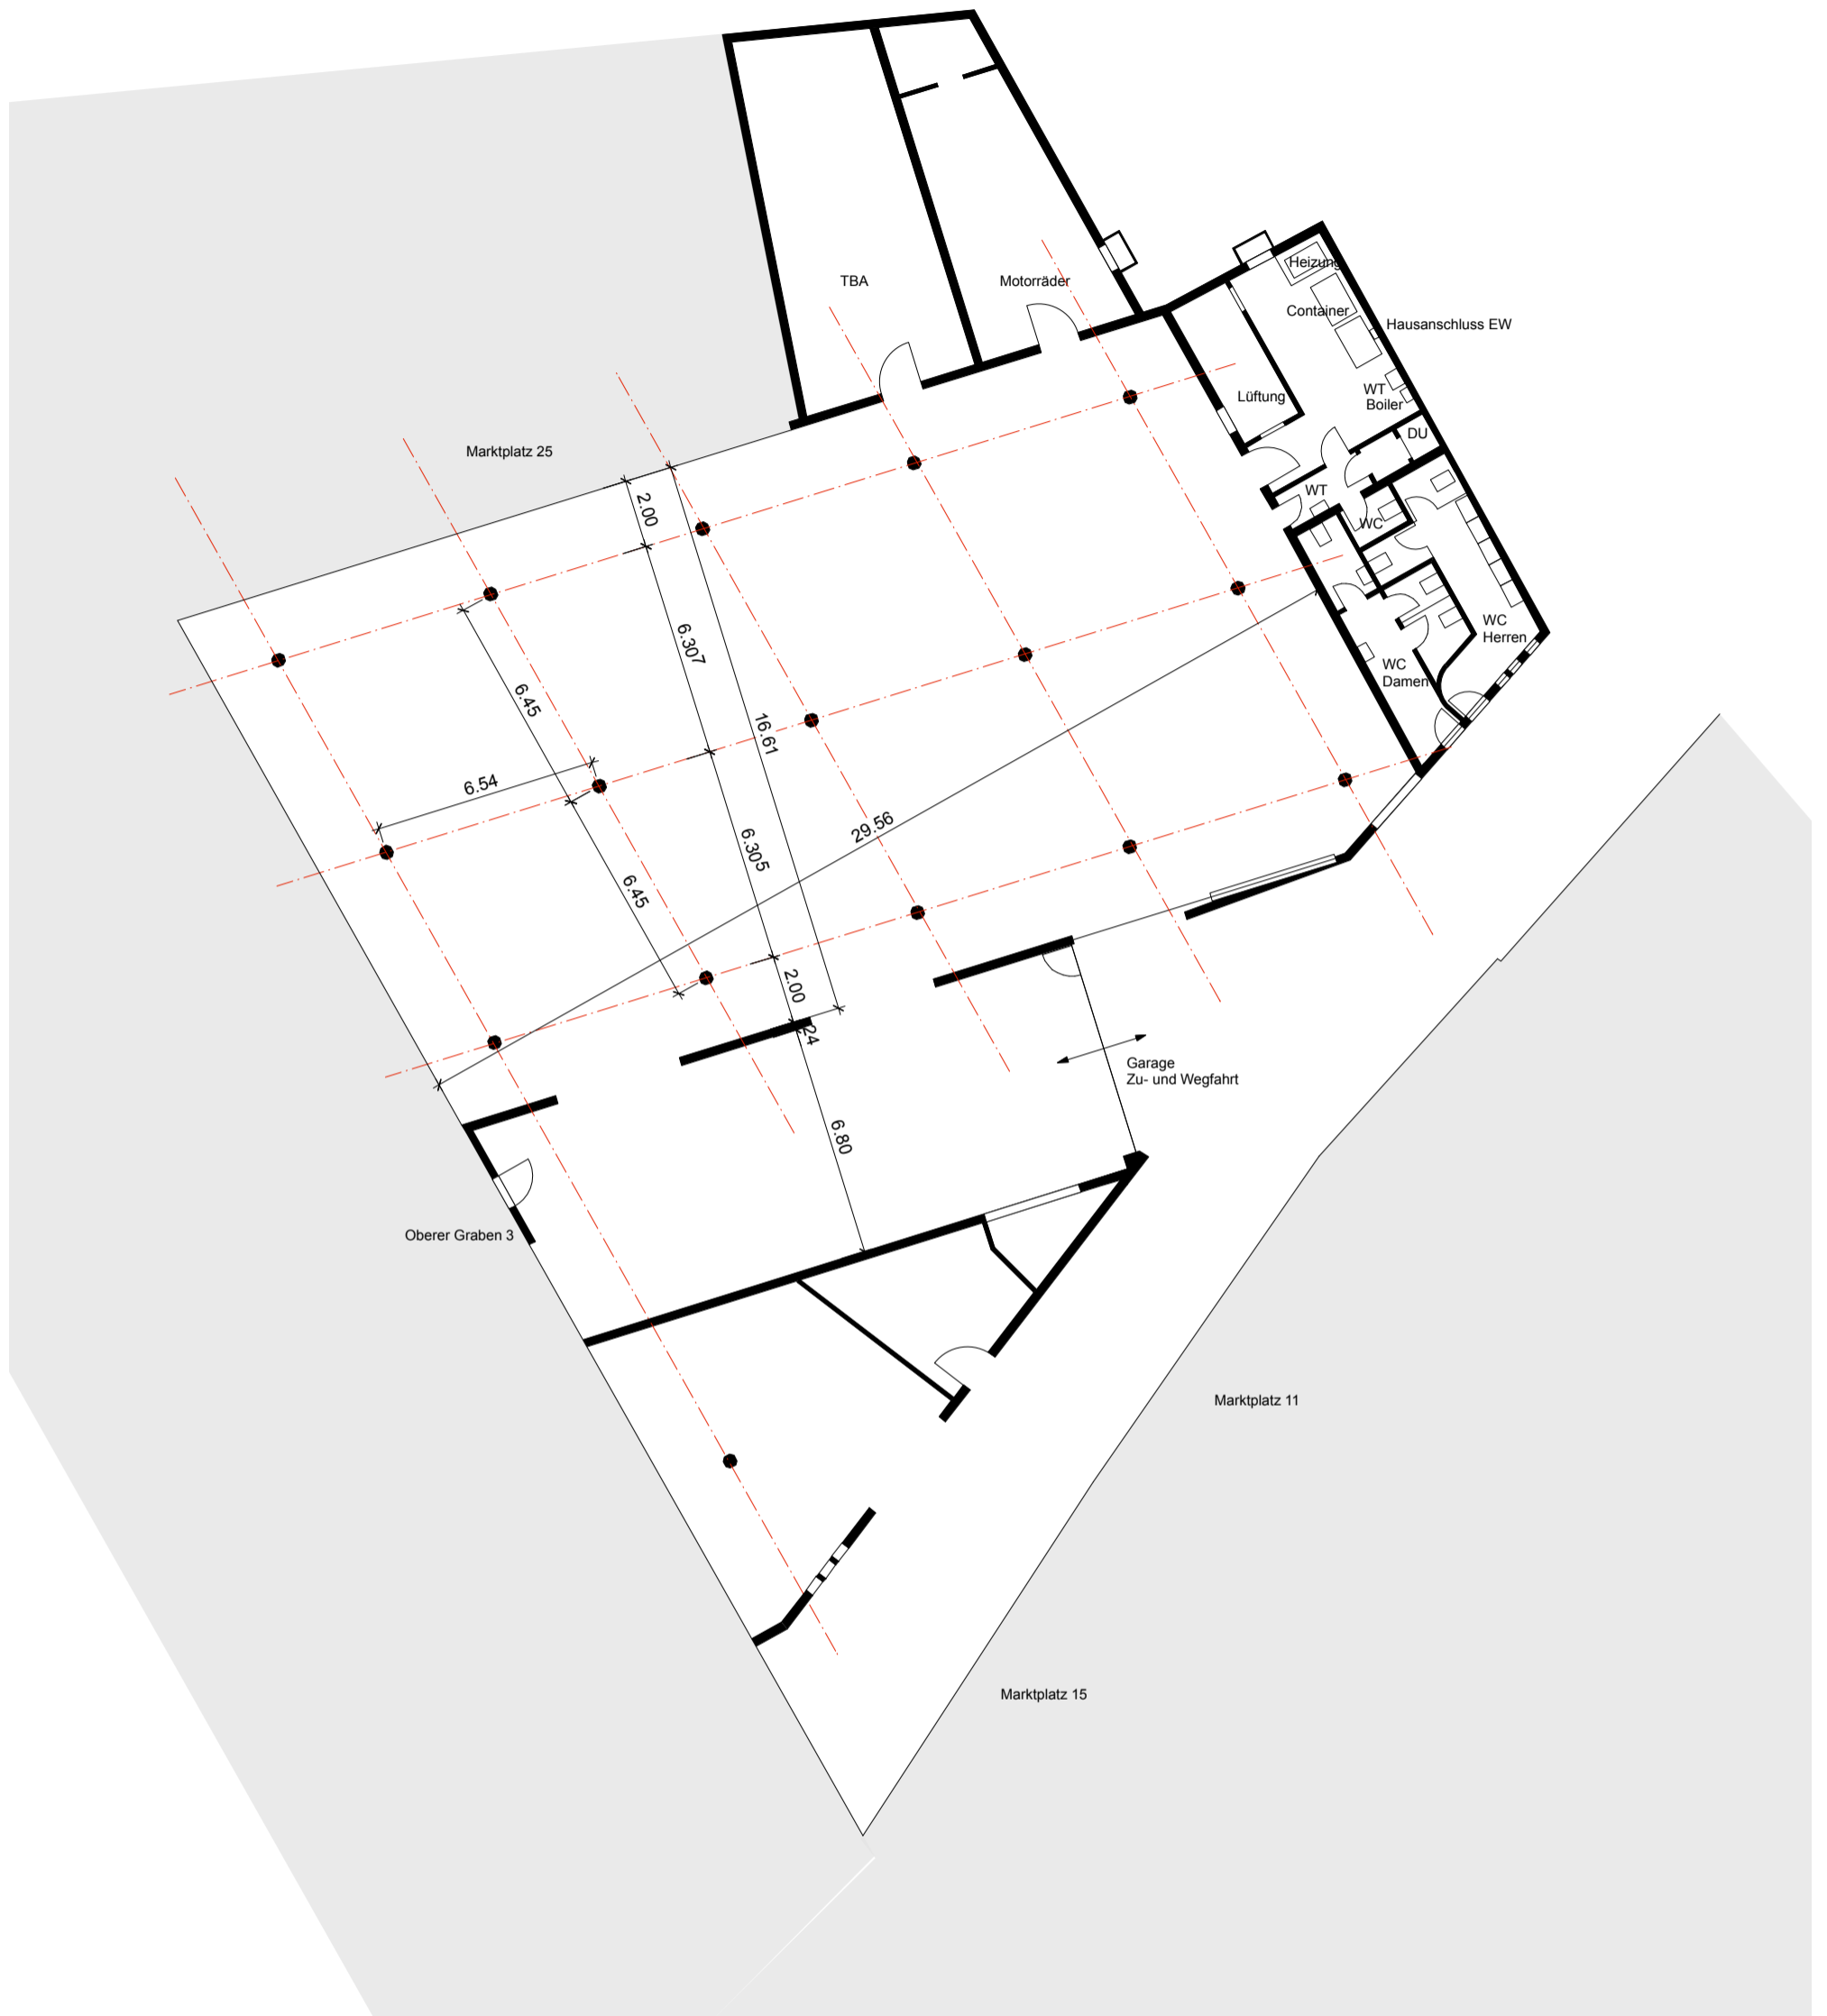 Heizung
TBA
Motorräder
Container
Hausanschluss EW
WT
Boiler
Lüftung
DU
Marktplatz 25
WT
2.00
WC
6.307
WC
Herren
WC
Damen
6.45
16.61
6.54
29.56
6.305
6.45
2.00
24
Garage
Zu- und Wegfahrt
6.80
Oberer Graben 3
Marktplatz 11
Marktplatz 15